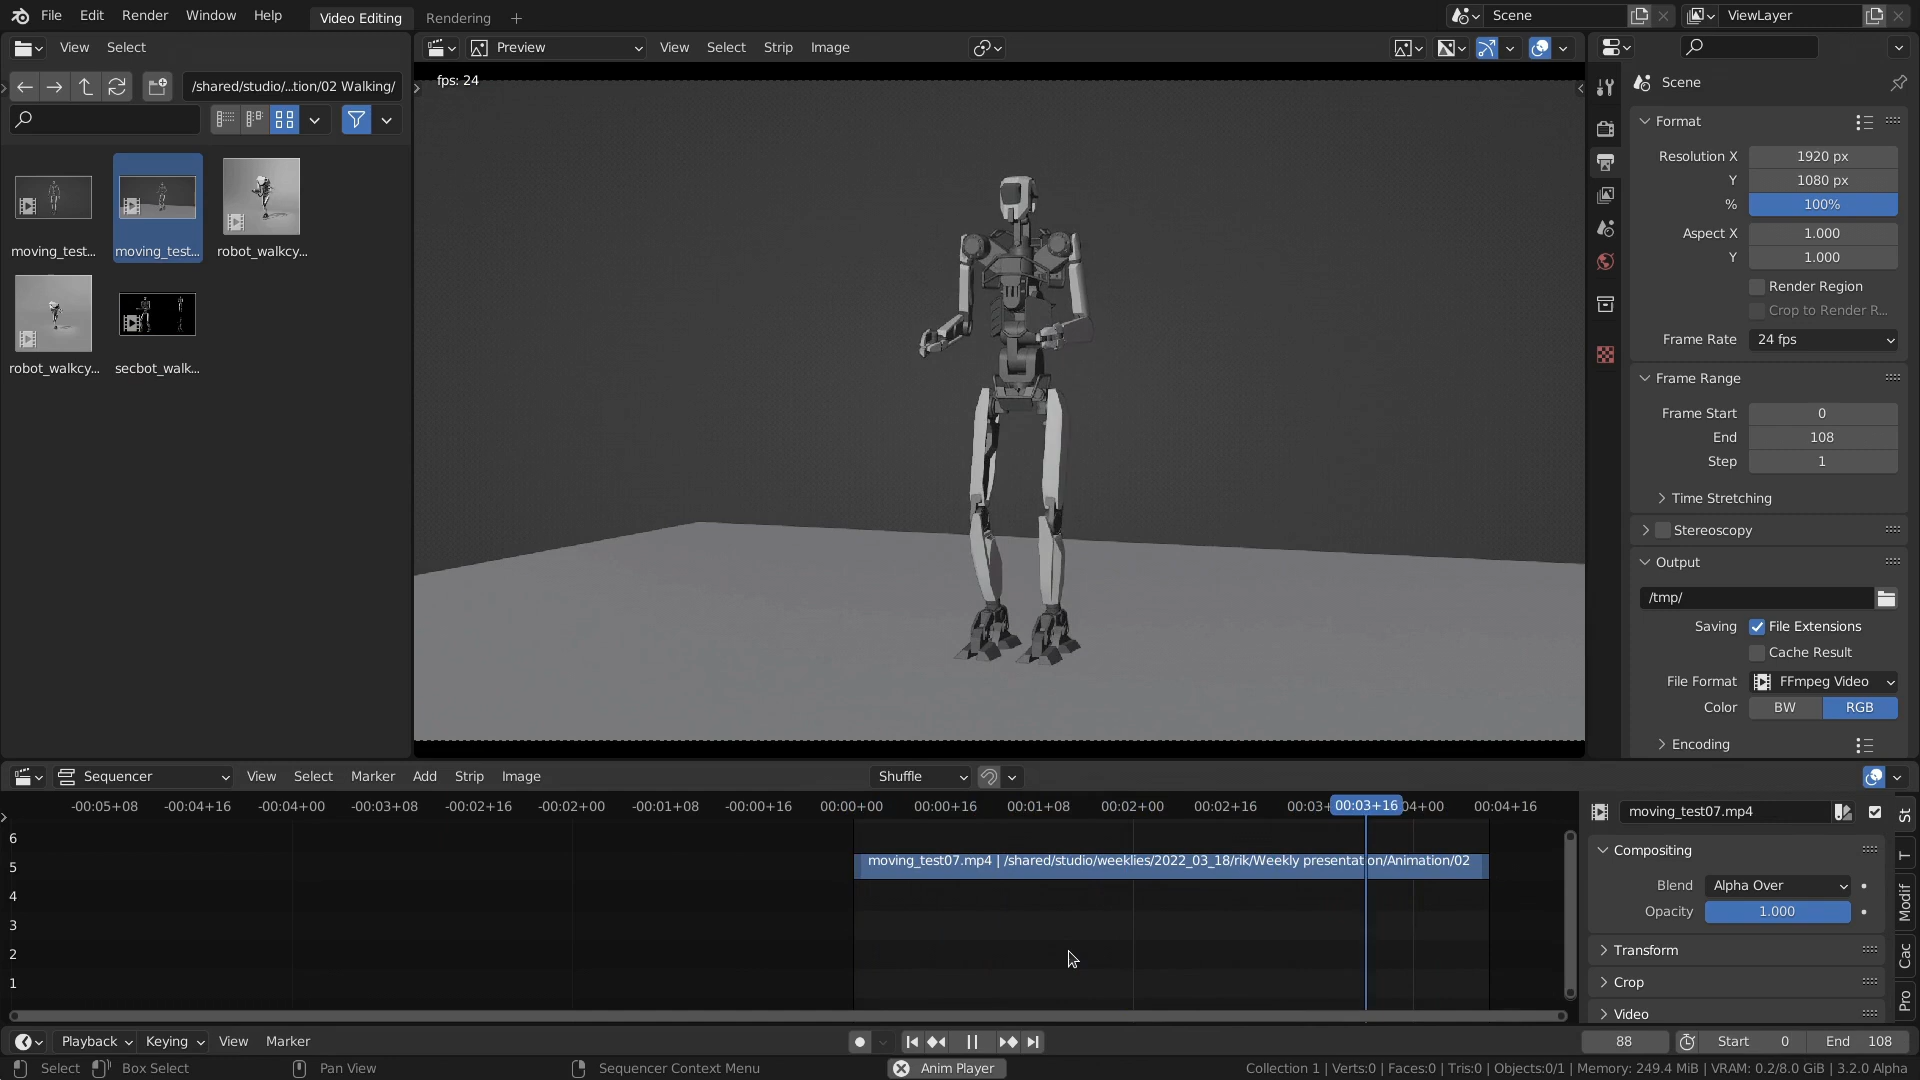 File Edit Render Window Help Video Editing Rendering Scene ViewLayer
View Select
/shared/studio/...tion/02 Walking/
moving_test...
moving_test...
robot_walkcy...
robot_walkcy...
secbot_walk...
Preview View Select Strip Image
fps: 24
Scene
Format
Resolution X 1920 px
Y 1080 px
% 100%
Aspect X 1.000
Y 1.000
Render Region
Crop to Render R...
Frame Rate 24 fps
Frame Range
Frame Start 0
End 108
Step 1
Time Stretching
Stereoscopy
Output
/tmp/
Saving File Extensions
Cache Result
File Format FFmpeg Video
Color BW RGB
Encoding
Sequencer View Select Marker Add Strip Image Shuffle
-00:05+08 -00:04+16 -00:04+00 -00:03+08 -00:02+16 -00:02+00 -00:01+08 -00:00+16 00:00+00 00:00+16 00:01+08 00:02+00 00:02+16 00:03+ 00:03+16 04+00 00:04+16
6
5
4
3
2
1
moving_test07.mp4 | /shared/studio/weeklies/2022_03_18/rik/Weekly presentation/Animation/02
moving_test07.mp4
Compositing
Blend Alpha Over
Opacity 1.000
Transform
Crop
Video
St
T
Modif
Cac
Pro
Playback Keying View Marker 88 Start 0 End 108
Select Box Select Pan View Sequencer Context Menu Anim Player Collection 1 | Verts:0 | Faces:0 | Tris:0 | Objects:0/1 | Memory: 249.4 MiB | VRAM: 0.2/8.0 GiB | 3.2.0 Alpha